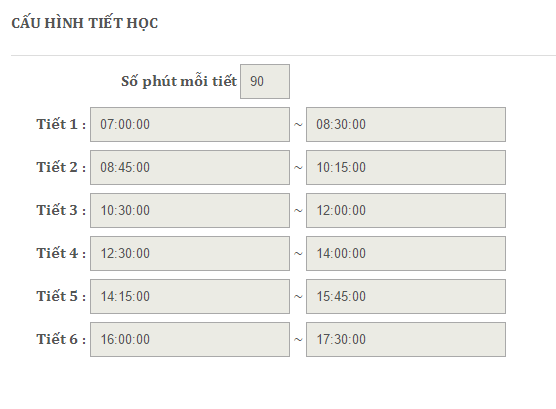 CẤU HÌNH TIẾT HỌC
Số phút mỗi tiết 90
Tiết 1 : 07:00:00 ~ 08:30:00
Tiết 2 : 08:45:00 ~ 10:15:00
Tiết 3 : 10:30:00 ~ 12:00:00
Tiết 4 : 12:30:00 ~ 14:00:00
Tiết 5 : 14:15:00 ~ 15:45:00
Tiết 6 : 16:00:00 ~ 17:30:00